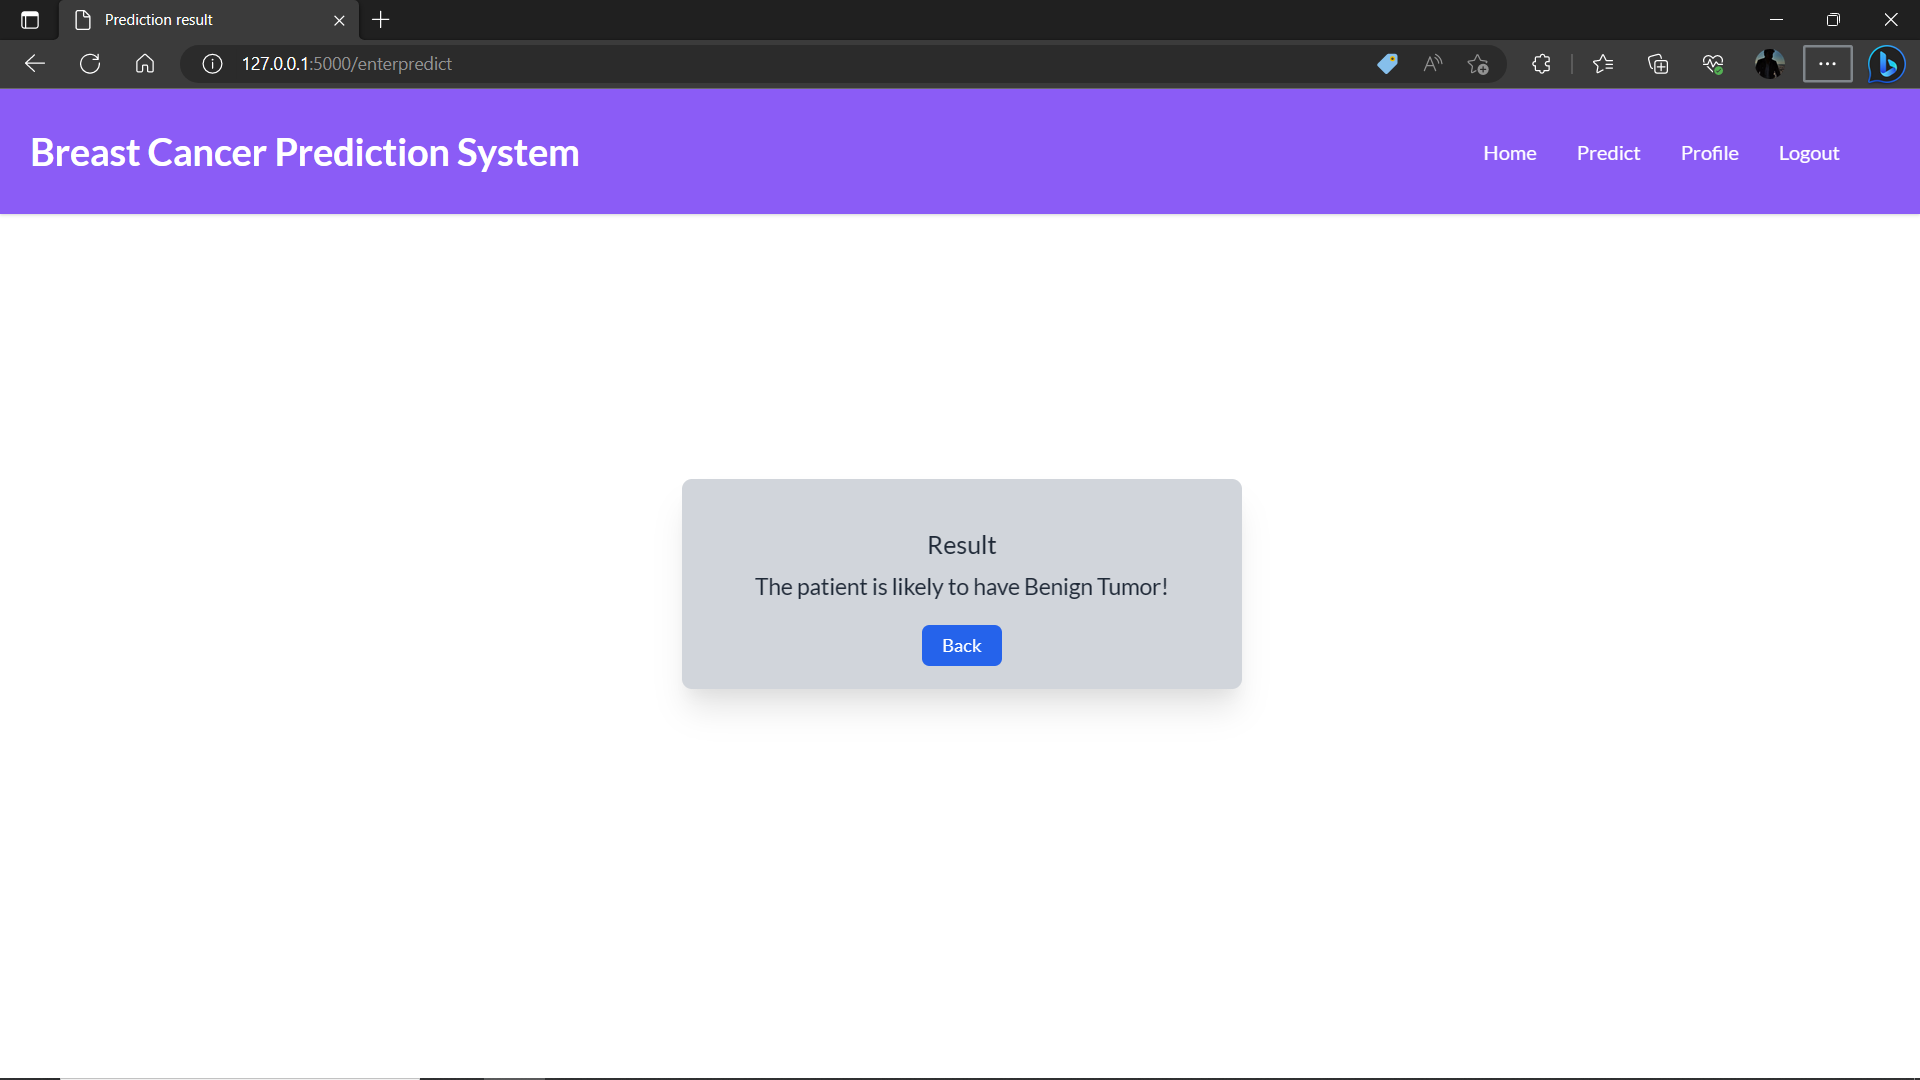 Prediction result
127.0.0.1:5000/enterpredict
Breast Cancer Prediction System
Home Predict Profile Logout
Result
The patient is likely to have Benign Tumor!
Back